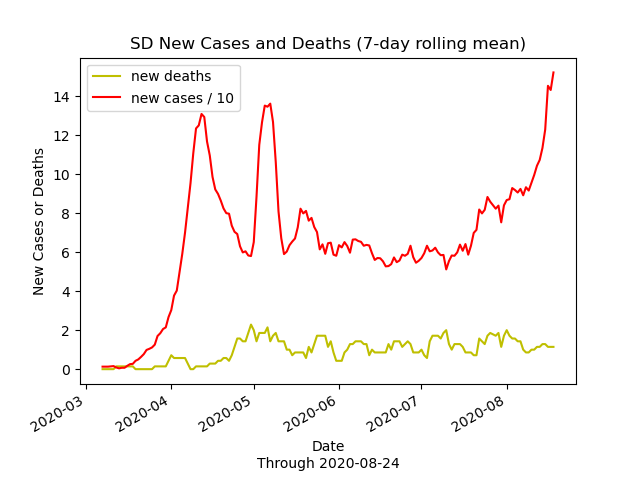 SD New Cases and Deaths (7-day rolling mean)
new deaths
new cases / 10
New Cases or Deaths
14
12
10
8
6
4
2
0
2020-03
2020-04
2020-05
2020-06
2020-07
2020-08
Date
Through 2020-08-24